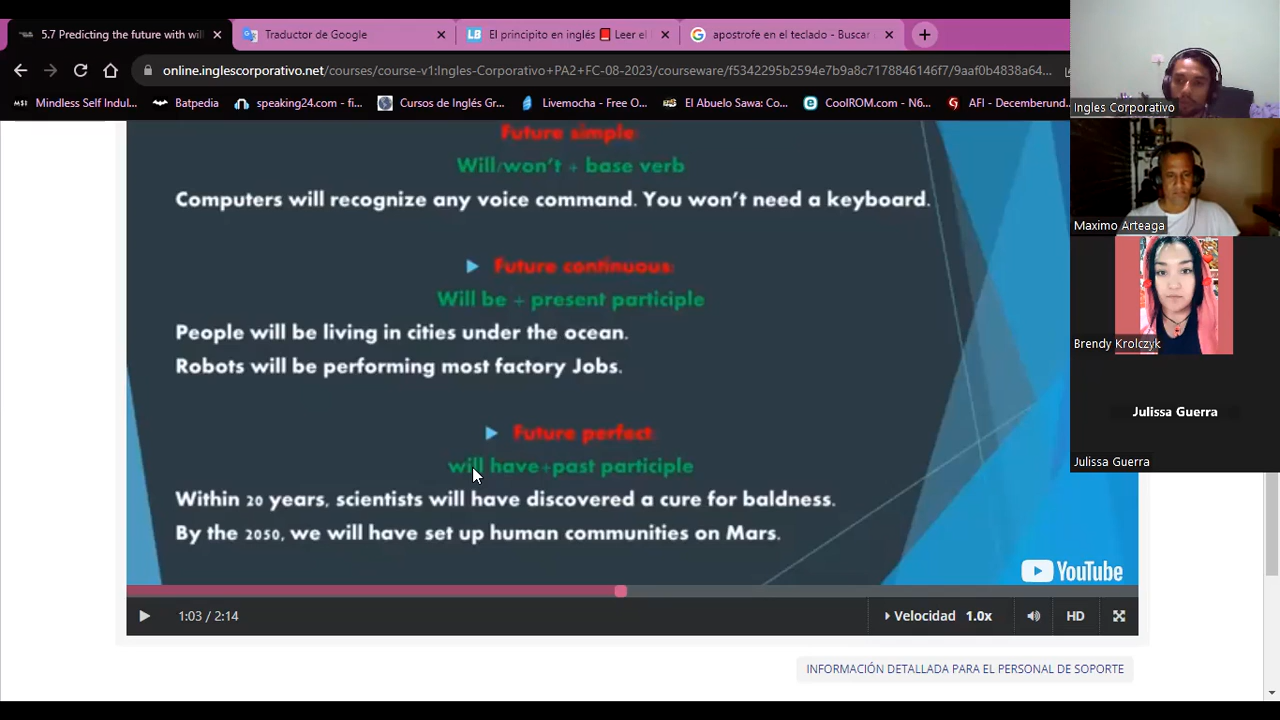 5.7 Predicting the future with wil
Traductor de Google
El principito en inglés 📕 Leer el
apostrofe en el teclado - Buscar
online.inglescorporativo.net/courses/course-v1:Ingles-Corporativo+PA2+FC-08-2023/courseware/f5342295b2594e7b9a8c7178846146f7/9aaf0b4838a64...
Mindless Self Indul...
Batpedia
speaking24.com - fi...
Cursos de Inglés Gr...
Livemocha - Free O...
El Abuelo Sawa: Co...
CoolROM.com - N6...
AFI - Decemberund...
Future simple:
Will/won't + base verb
Computers will recognize any voice command. You won't need a keyboard.
Future continuous:
Will be + present participle
People will be living in cities under the ocean.
Robots will be performing most factory Jobs.
Future perfect:
will have+past participle
Within 20 years, scientists will have discovered a cure for baldness.
By the 2050, we will have set up human communities on Mars.
YouTube
1:03 / 2:14
Velocidad 1.0x
HD
INFORMACIÓN DETALLADA PARA EL PERSONAL DE SOPORTE
Ingles Corporativo
Maximo Arteaga
Brendy Krolczyk
Julissa Guerra
Julissa Guerra